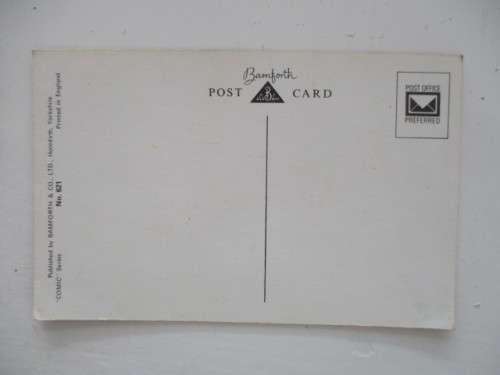 Bamforth
POST CARD
POST OFFICE
PREFERRED
Published by BAMFORTH & CO., LTD., Holmfirth, Yorkshire
"COMIC" Series No. 621 Printed in England